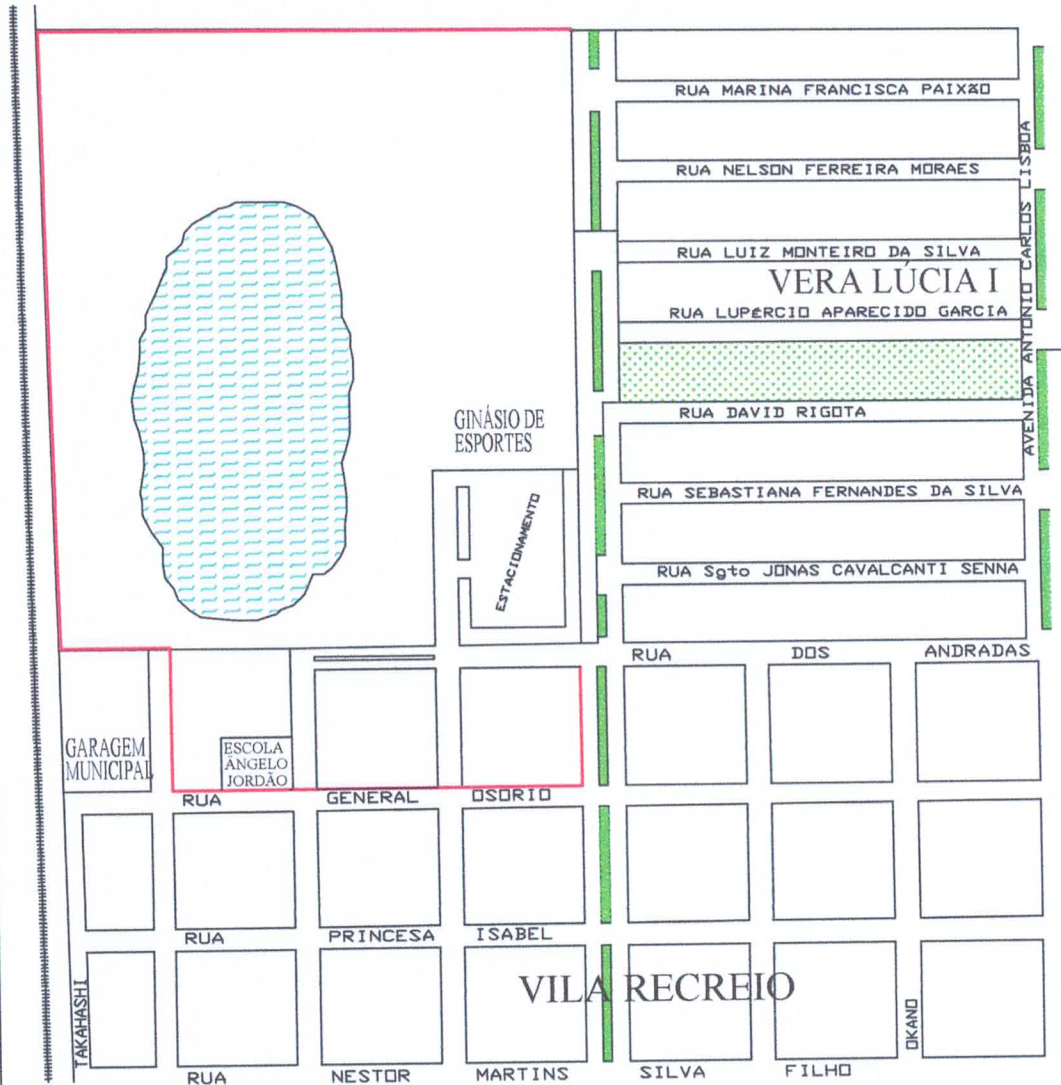 RUA MARINA FRANCISCA PAIXÃO
RUA NELSON FERREIRA MORAES
RUA LUIZ MONTEIRO DA SILVA
VERA LÚCIA I
RUA LUPÉRCIO APARECIDO GARCIA
AVENIDA ANTONIO CARLOS LISBOA
RUA DAVID RIGOTA
GINÁSIO DE
ESPORTES
ESTACIONAMENTO
RUA SEBASTIANA FERNANDES DA SILVA
RUA Sgto JONAS CAVALCANTI SENNA
RUA DOS ANDRADAS
GARAGEM
MUNICIPAL
ESCOLA
ÂNGELO
JORDÃO
RUA GENERAL OSORIO
RUA PRINCESA ISABEL
VILA RECREIO
TAKAHASHI
OKANO
RUA NESTOR MARTINS SILVA FILHO